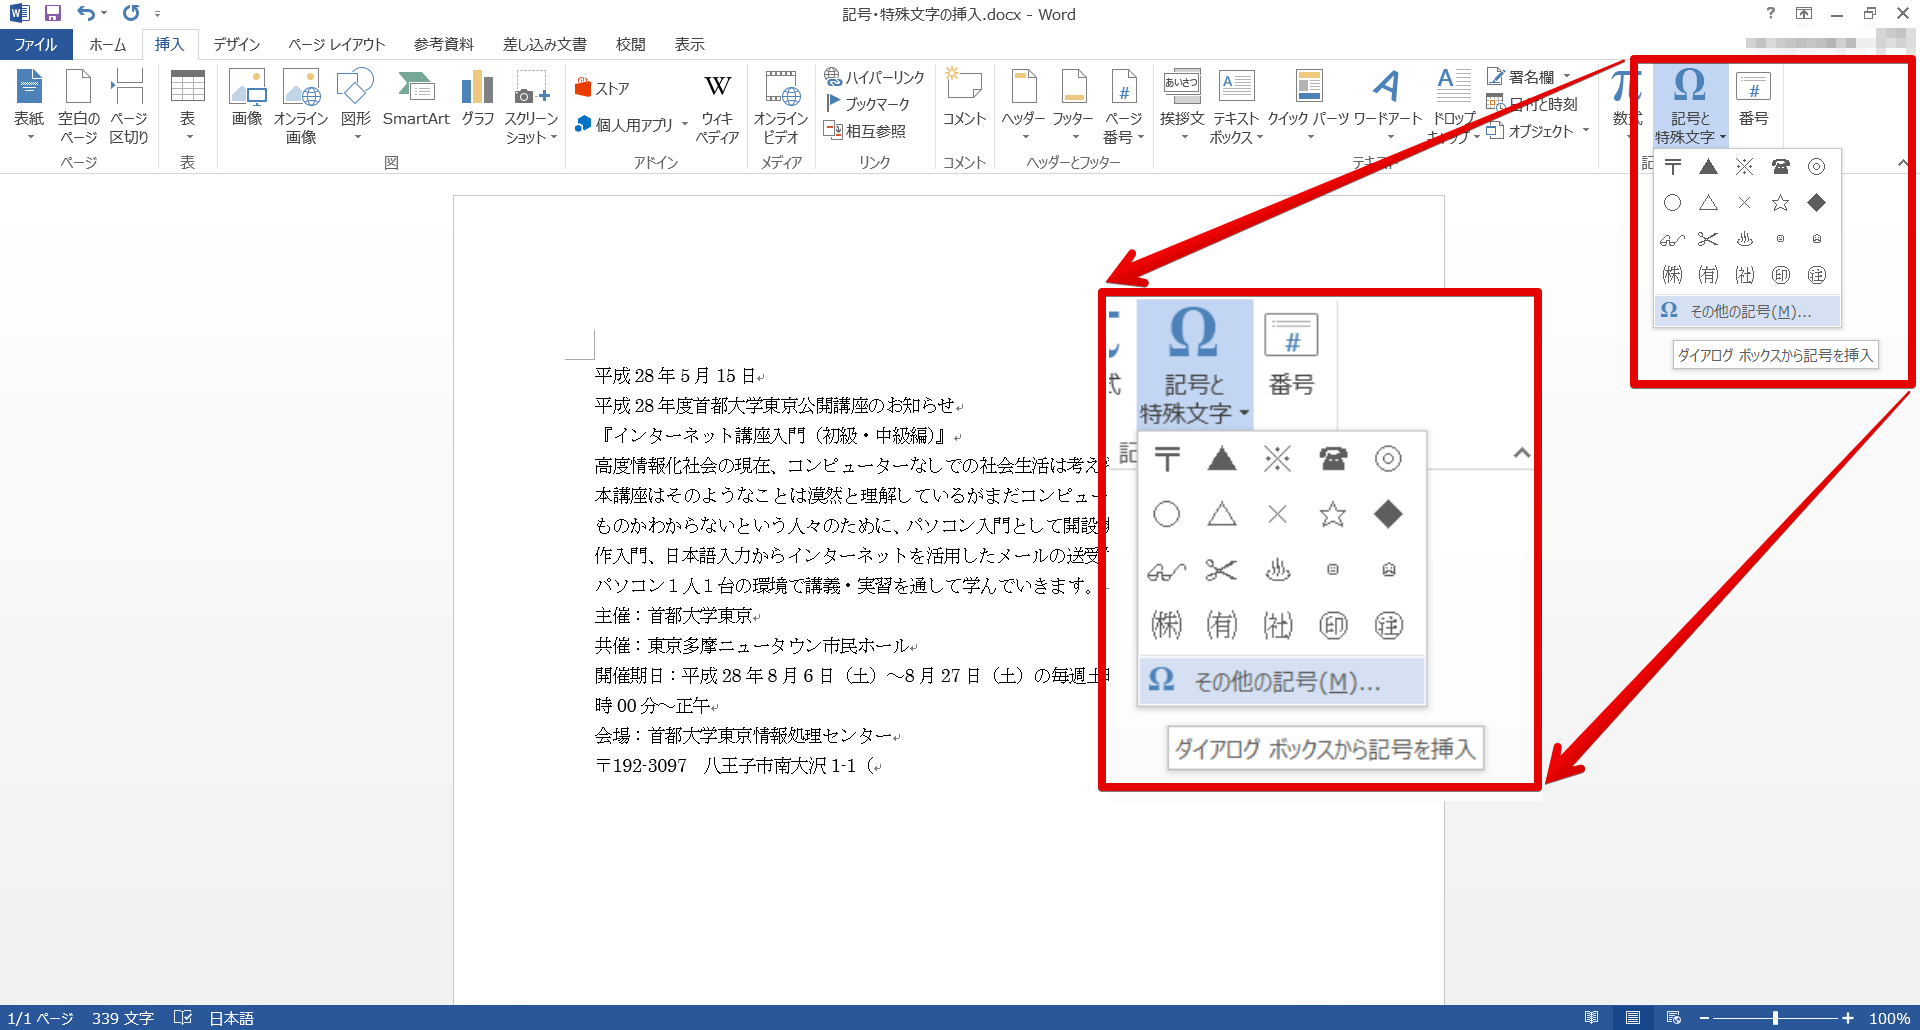 記号・特殊文字の挿入.docx - Word
?
ファイル ホーム 挿入 デザイン ページ レイアウト 参考資料 差し込み文書 校閲 表示
表紙
空白の
ページ
ページ
区切り
ページ
表
表
画像
オンライン
画像
図形
SmartArt
グラフ
スクリーン
ショット
図
ストア
個人用アプリ
W
ウィキ
ペディア
アドイン
オンライン
ビデオ
メディア
ハイパーリンク
ブックマーク
相互参照
リンク
コメント
コメント
ヘッダー
フッター
ページ
番号
#
ヘッダーとフッター
あいさつ
挨拶文
テキスト
ボックス
クイック パーツ
ワードアート
ドロップ
キャップ
署名欄
日付と時刻
オブジェクト
テキスト
π
数式
Ω
記号と
特殊文字
#
番号
記
〒 ▲ ※ ☎ ◎
○ △ × ☆ ◆
㈱ ㈲ ㈳ ㊞ ㊟
Ω その他の記号(M)...
ダイアログ ボックスから記号を挿入
平成 28 年 5 月 15 日
平成 28 年度首都大学東京公開講座のお知らせ
『インターネット講座入門（初級・中級編）』
高度情報化社会の現在、コンピューターなしでの社会生活は考え
本講座はそのようなことは漠然と理解しているがまだコンピュー
ものかわからないという人々のために、パソコン入門として開設
作入門、日本語入力からインターネットを活用したメールの送受
パソコン１人１台の環境で講義・実習を通して学んでいきます。
主催：首都大学東京
共催：東京多摩ニュータウン市民ホール
開催期日：平成 28 年 8 月 6 日（土）～8 月 27 日（土）の毎週土
時 00 分～正午
会場：首都大学東京情報処理センター
〒192-3097　八王子市南大沢 1-1（
式
Ω
記号と
特殊文字
#
番号
記
〒 ▲ ※ ☎ ◎
○ △ × ☆ ◆
㈱ ㈲ ㈳ ㊞ ㊟
Ω その他の記号(M)...
ダイアログ ボックスから記号を挿入
1/1 ページ 339 文字 日本語
100%